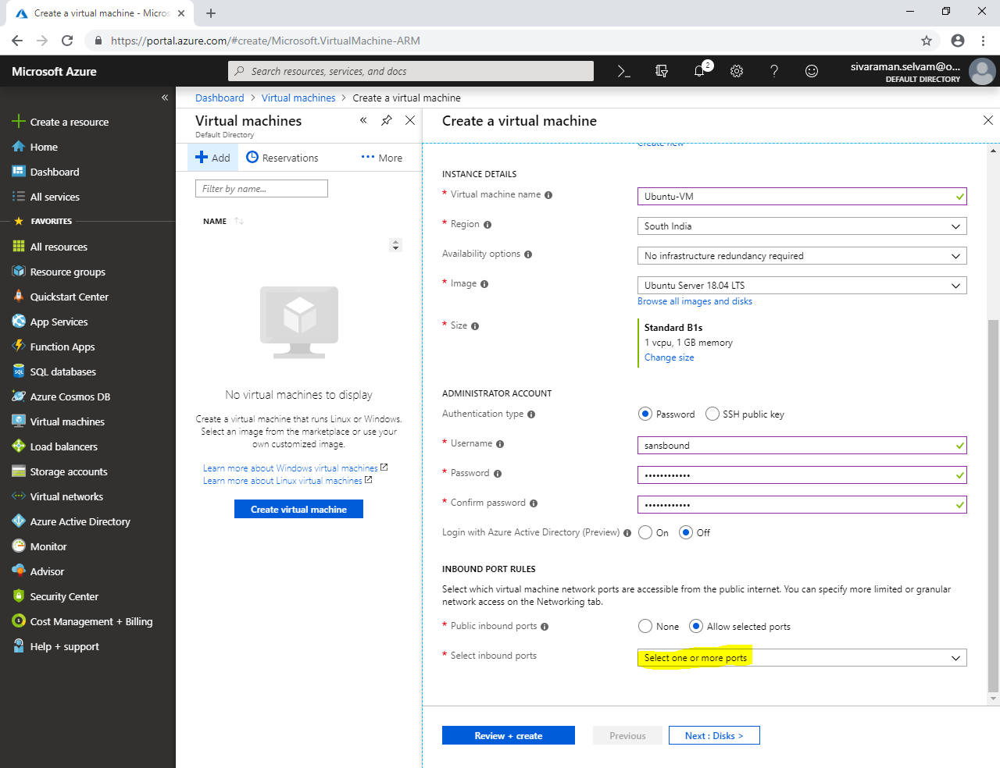 Create a virtual machine - Micros
https://portal.azure.com/#create/Microsoft.VirtualMachine-ARM
Microsoft Azure
Search resources, services, and docs
2
sivaraman.selvam@o...
DEFAULT DIRECTORY
Create a resource
Home
Dashboard
All services
FAVORITES
All resources
Resource groups
Quickstart Center
App Services
Function Apps
SQL databases
Azure Cosmos DB
Virtual machines
Load balancers
Storage accounts
Virtual networks
Azure Active Directory
Monitor
Advisor
Security Center
Cost Management + Billing
Help + support
Dashboard > Virtual machines > Create a virtual machine
Virtual machines
Default Directory
Add Reservations ••• More
Filter by name...
NAME
No virtual machines to display
Create a virtual machine that runs Linux or Windows.
Select an image from the marketplace or use your
own customized image.
Learn more about Windows virtual machines
Learn more about Linux virtual machines
Create virtual machine
Create a virtual machine
Create new
INSTANCE DETAILS
* Virtual machine name Ubuntu-VM
* Region South India
Availability options No infrastructure redundancy required
* Image Ubuntu Server 18.04 LTS
Browse all images and disks
* Size Standard B1s
1 vcpu, 1 GB memory
Change size
ADMINISTRATOR ACCOUNT
Authentication type Password SSH public key
* Username sansbound
* Password ••••••••••••
* Confirm password ••••••••••••
Login with Azure Active Directory (Preview) On Off
INBOUND PORT RULES
Select which virtual machine network ports are accessible from the public internet. You can specify more limited or granular
network access on the Networking tab.
* Public inbound ports None Allow selected ports
* Select inbound ports Select one or more ports
Review + create Previous Next : Disks >